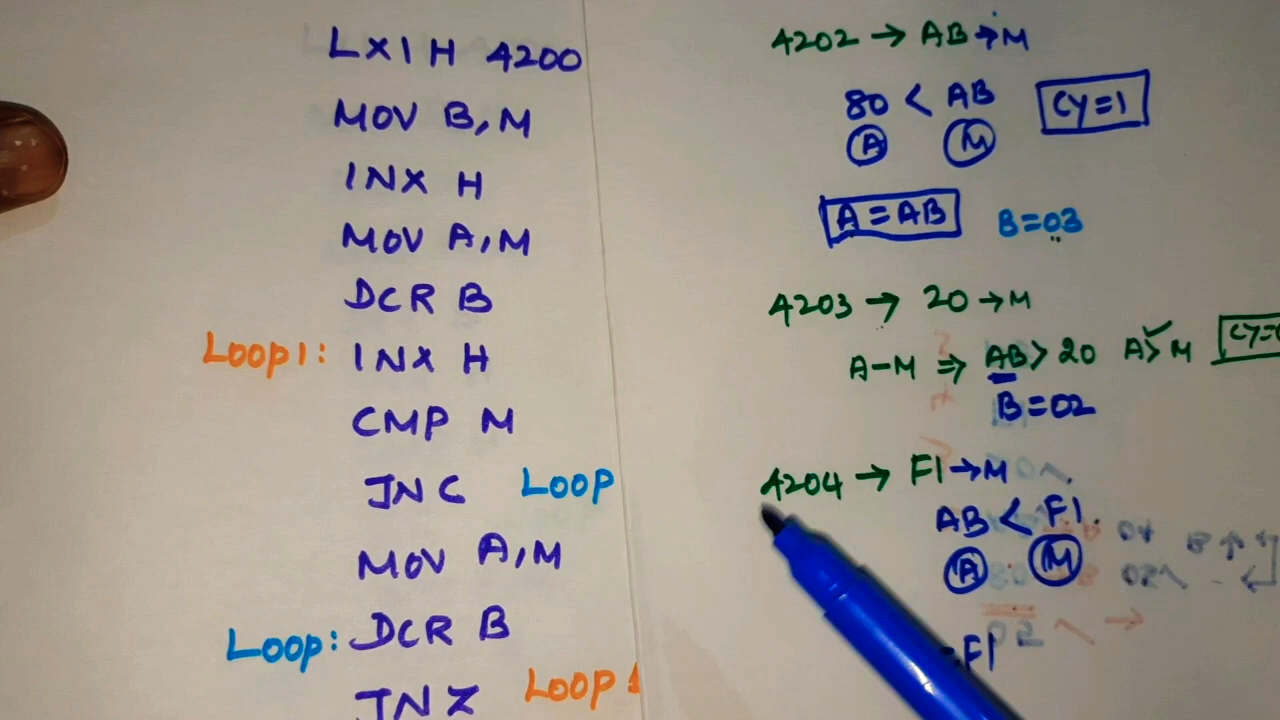 LXI H 4200
MOV B,M
INX H
MOV A,M
DCR B
Loop1: INX H
CMP M
JNC LOOP
MOV A,M
Loop: DCR B
JNZ LOOP1
4202 → AB → M
80 < AB CY=1
A M
A = AB B=03
4203 → 20 → M
A-M ⇒ AB > 20 A > M
B=02
4204 → F1 → M
AB < F1.
A M
=F1